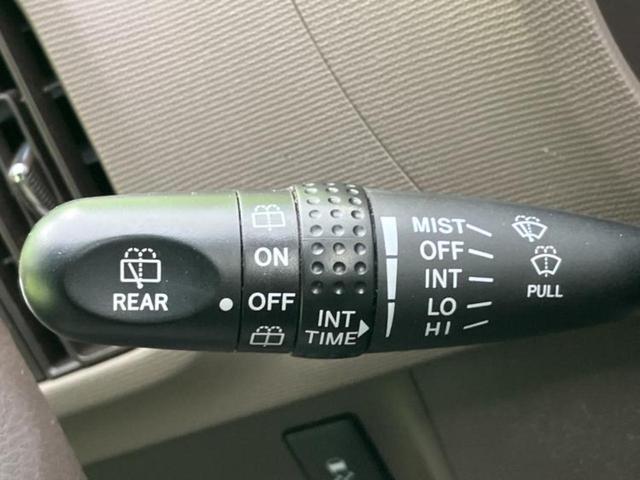 REAR
ON
OFF
INT
TIME
MIST
OFF
INT
LO
HI
PULL